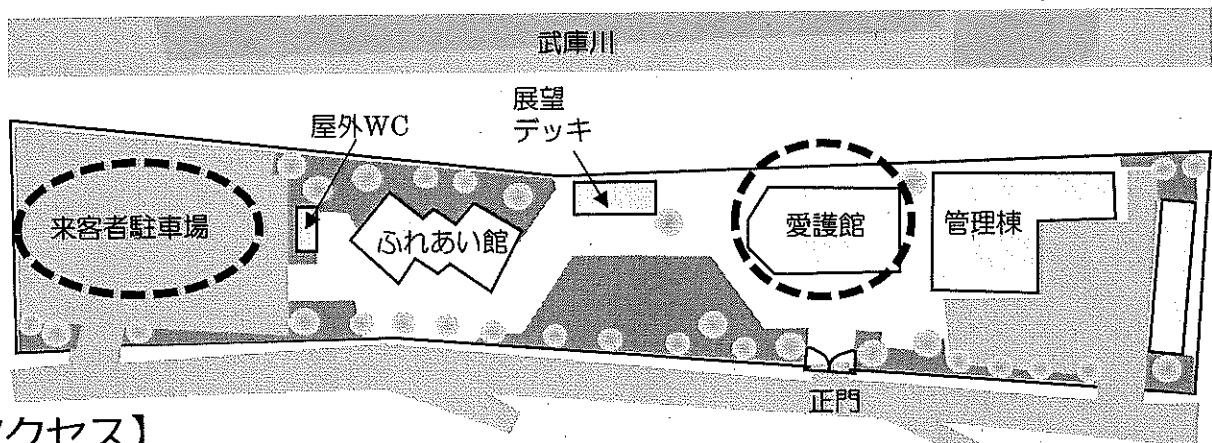 武庫川
展望
デッキ
屋外WC
来客者駐車場
ふれあい館
愛護館
管理棟
正門
アクセス】